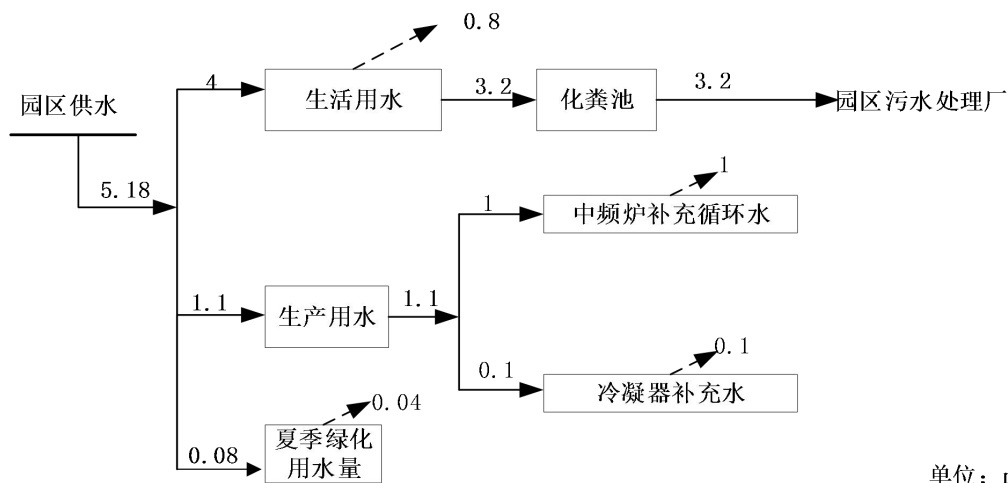 0.8
4
生活用水
3.2
化粪池
3.2
园区污水处理厂
园区供水
5.18
1
中频炉补充循环水
1
1.1
生产用水
1.1
0.1
冷凝器补充水
0.1
0.04
夏季绿化
用水量
0.08
单位：